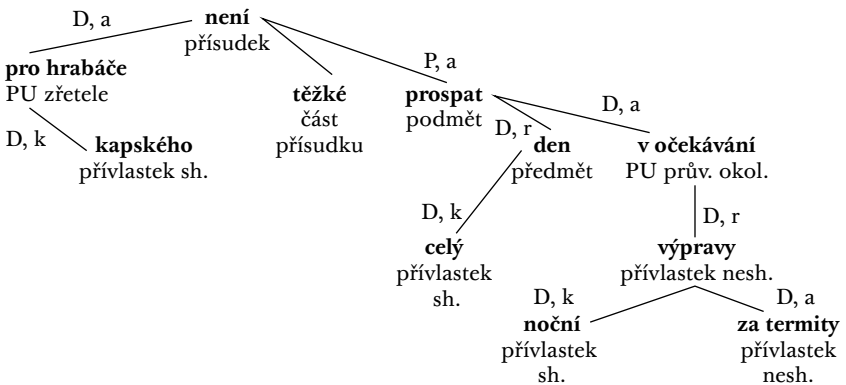 D, a
není
přísudek
P, a
pro hrabáče
PU zřetele
těžké
část
přísudku
prospat
podmět
D, a
D, k
kapského
přívlastek sh.
D, r
den
předmět
v očekávání
PU prův. okol.
D, k
D, r
celý
přívlastek
sh.
výpravy
přívlastek nesh.
D, k
noční
přívlastek
sh.
D, a
za termity
přívlastek
nesh.